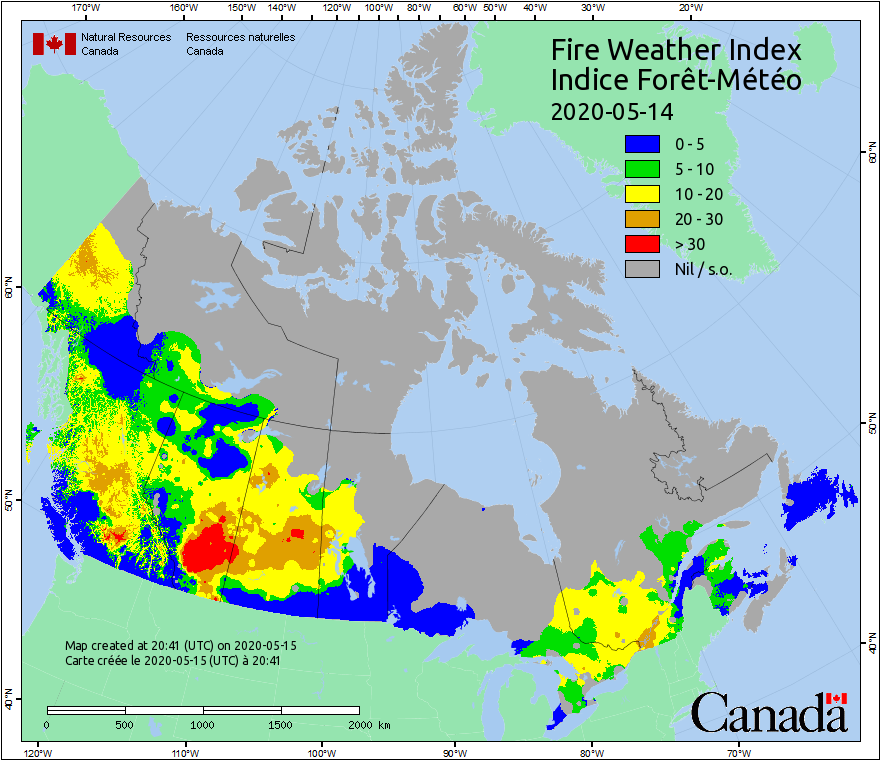 170°W 160°W 150°W 140°W 120°W 100°W 80°W 60°W 50°W 40°W 30°W 20°W
Natural Resources Ressources naturelles
Canada Canada
Fire Weather Index
Indice Forêt-Météo
2020-05-14
0 - 5
5 - 10
10 - 20
20 - 30
> 30
Nil / s.o.
60°N
60°N
50°N
50°N
40°N
40°N
Map created at 20:41 (UTC) on 2020-05-15
Carte créée le 2020-05-15 (UTC) à 20:41
0 500 1000 1500 2000 km
Canada
120°W 110°W 100°W 90°W 80°W 70°W